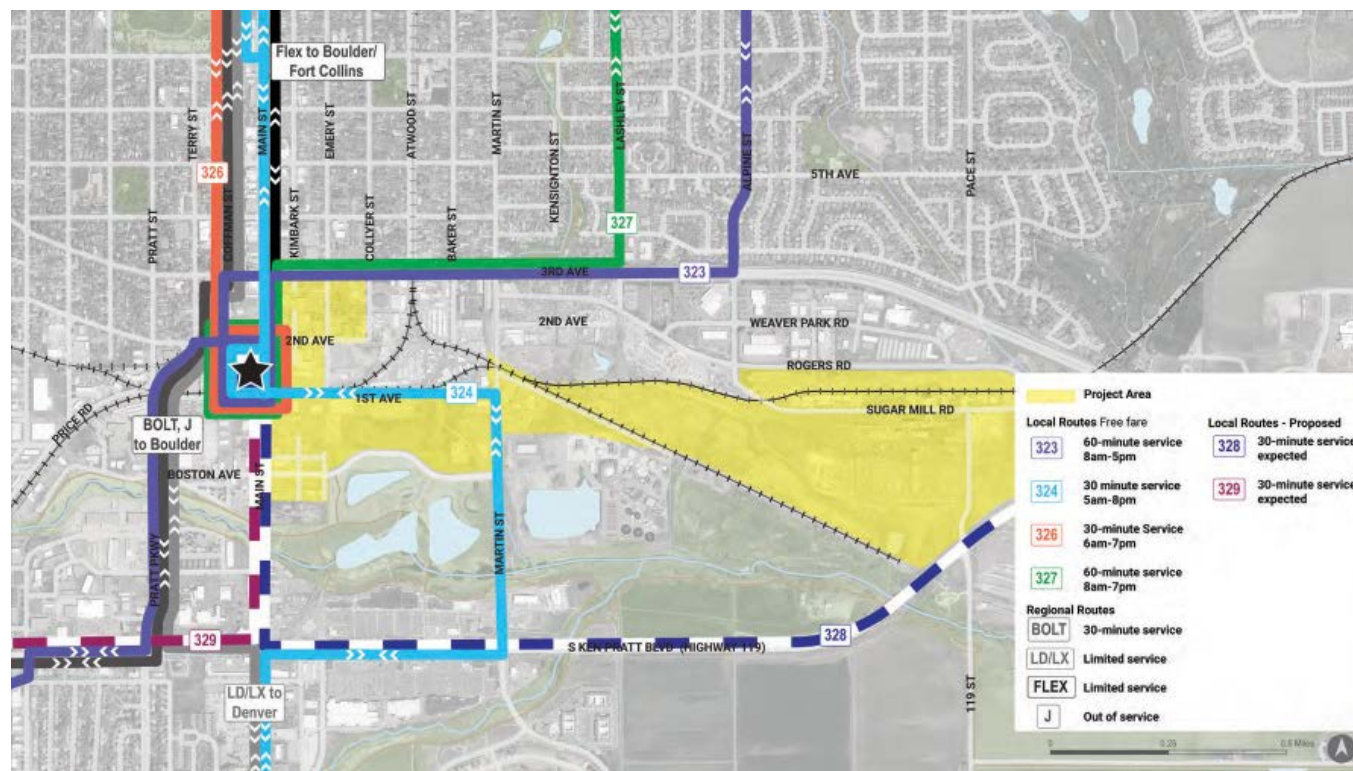 Flex to Boulder/
Fort Collins
TERRY ST
MAIN ST
EMERY ST
ATWOOD ST
MARTIN ST
KENSIGNTON ST
LASHLEY ST
ALPINE ST
PACE ST
5TH AVE
326
PRATT ST
COFFMAN ST
KIMBARK ST
COLLYER ST
BAKER ST
327
3RD AVE
323
2ND AVE
2ND AVE
WEAVER PARK RD
ROGERS RD
1ST AVE
324
SUGAR MILL RD
PRICE RD
BOLT, J
to Boulder
BOSTON AVE
MAIN ST
MARTIN ST
PRATT PKWY
329
328
S KEN PRATT BLVD (HIGHWAY 119)
LD/LX to
Denver
119 ST
Project Area
Local Routes Free fare
323 60-minute service
8am-5pm
324 30 minute service
5am-8pm
326 30-minute Service
6am-7pm
327 60-minute service
8am-7pm
Regional Routes
BOLT 30-minute service
LD/LX Limited service
FLEX Limited service
J Out of service
Local Routes - Proposed
328 30-minute service
expected
329 30-minute service
expected
0 0.25 0.5 Miles